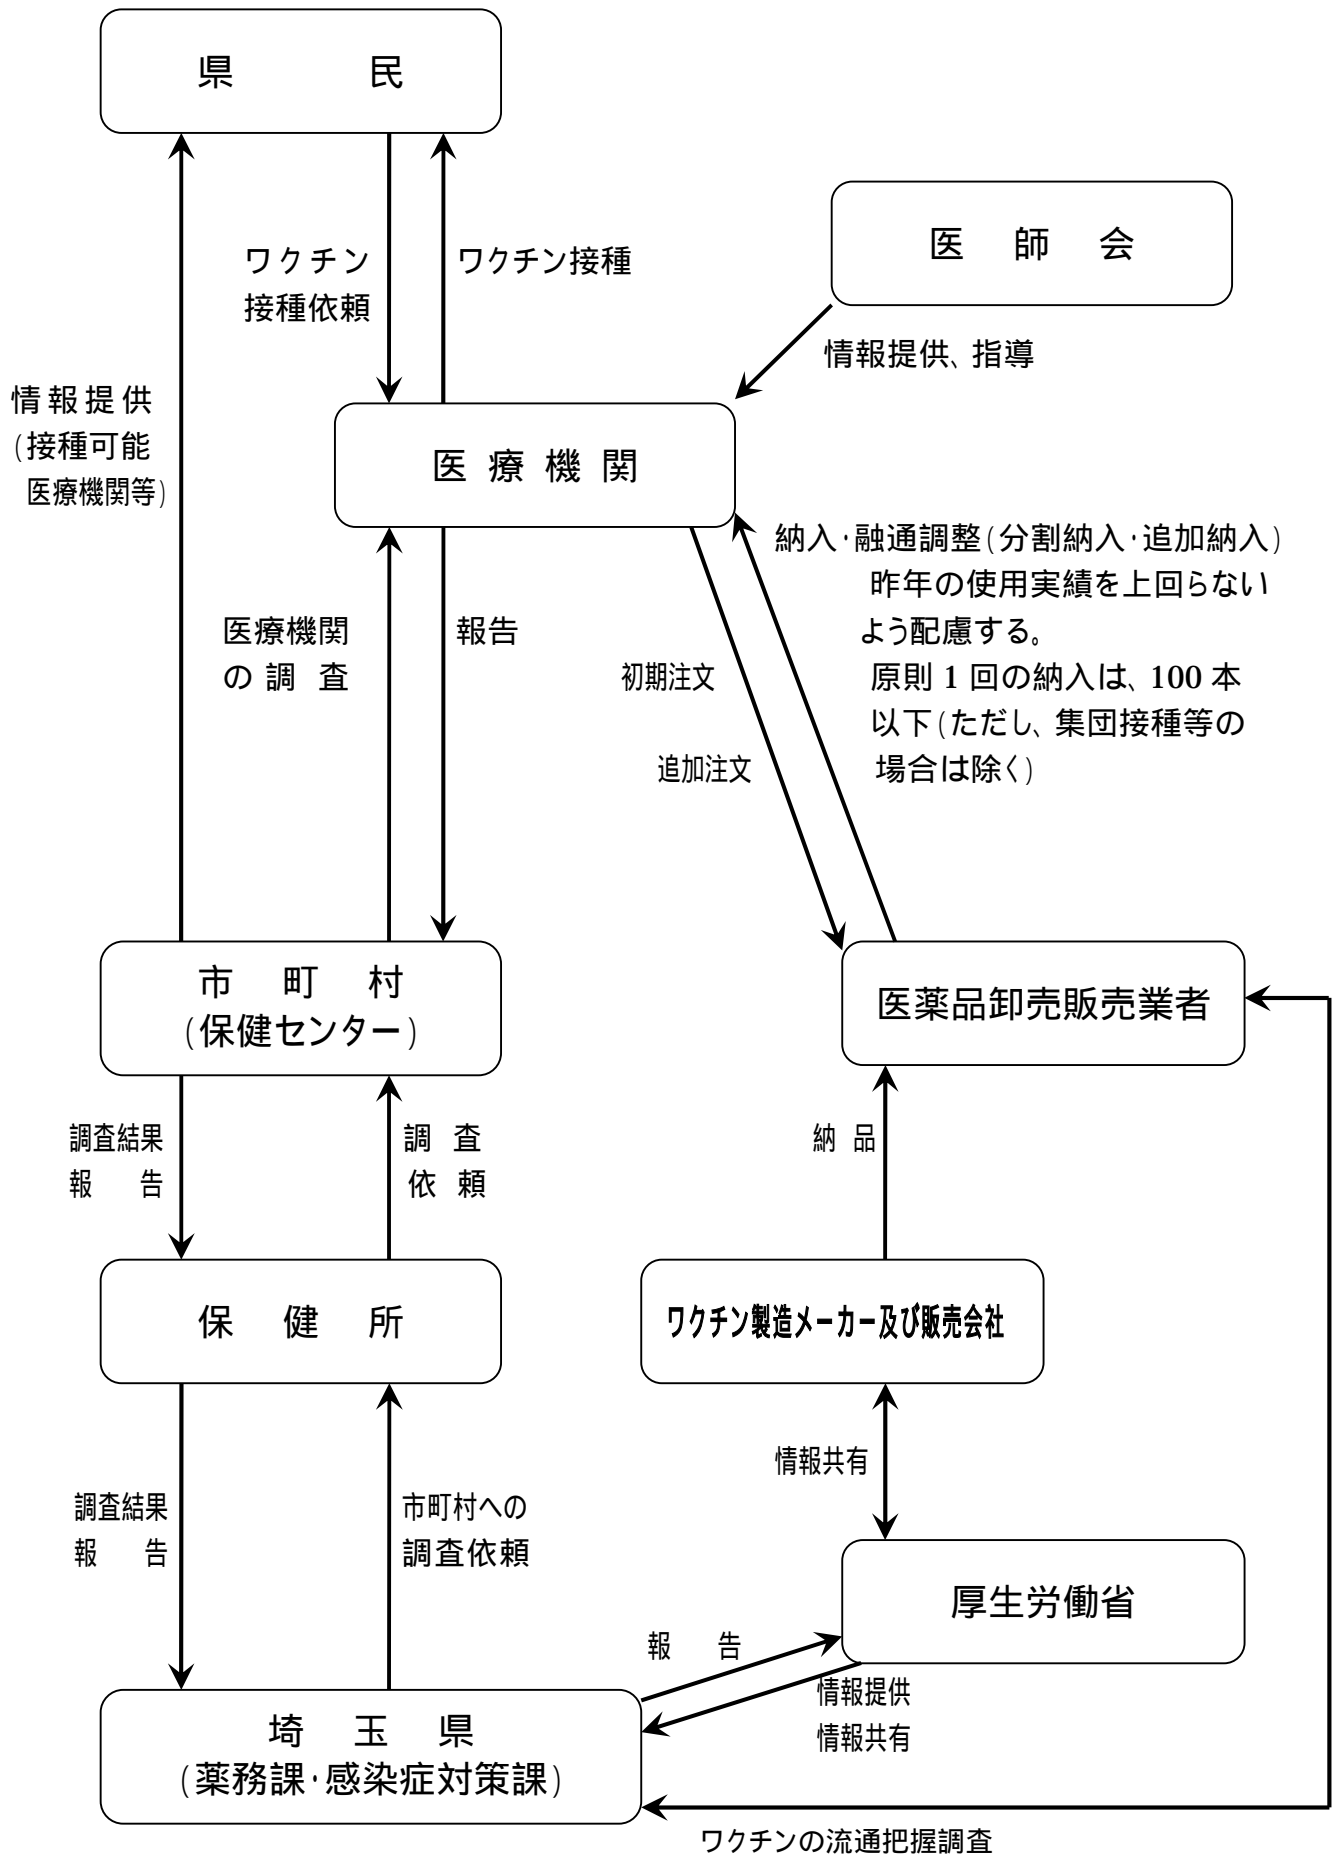 県　民
医　師　会
ワクチン
接種依頼
ワクチン接種
情報提供、指導
情報提供
(接種可能
医療機関等)
医療機関
納入・融通調整(分割納入・追加納入)
昨年の使用実績を上回らない
よう配慮する。
原則 1 回の納入は、100 本
以下(ただし、集団接種等の
場合は除く)
医療機関
の調　査
報告
初期注文
追加注文
市　町　村
(保健センター)
医薬品卸売販売業者
調査結果
報　告
調　査
依　頼
納　品
保　健　所
ワクチン製造メーカー及び販売会社
調査結果
報　告
市町村への
調査依頼
情報共有
厚生労働省
報　告
情報提供
情報共有
埼　玉　県
(薬務課・感染症対策課)
ワクチンの流通把握調査